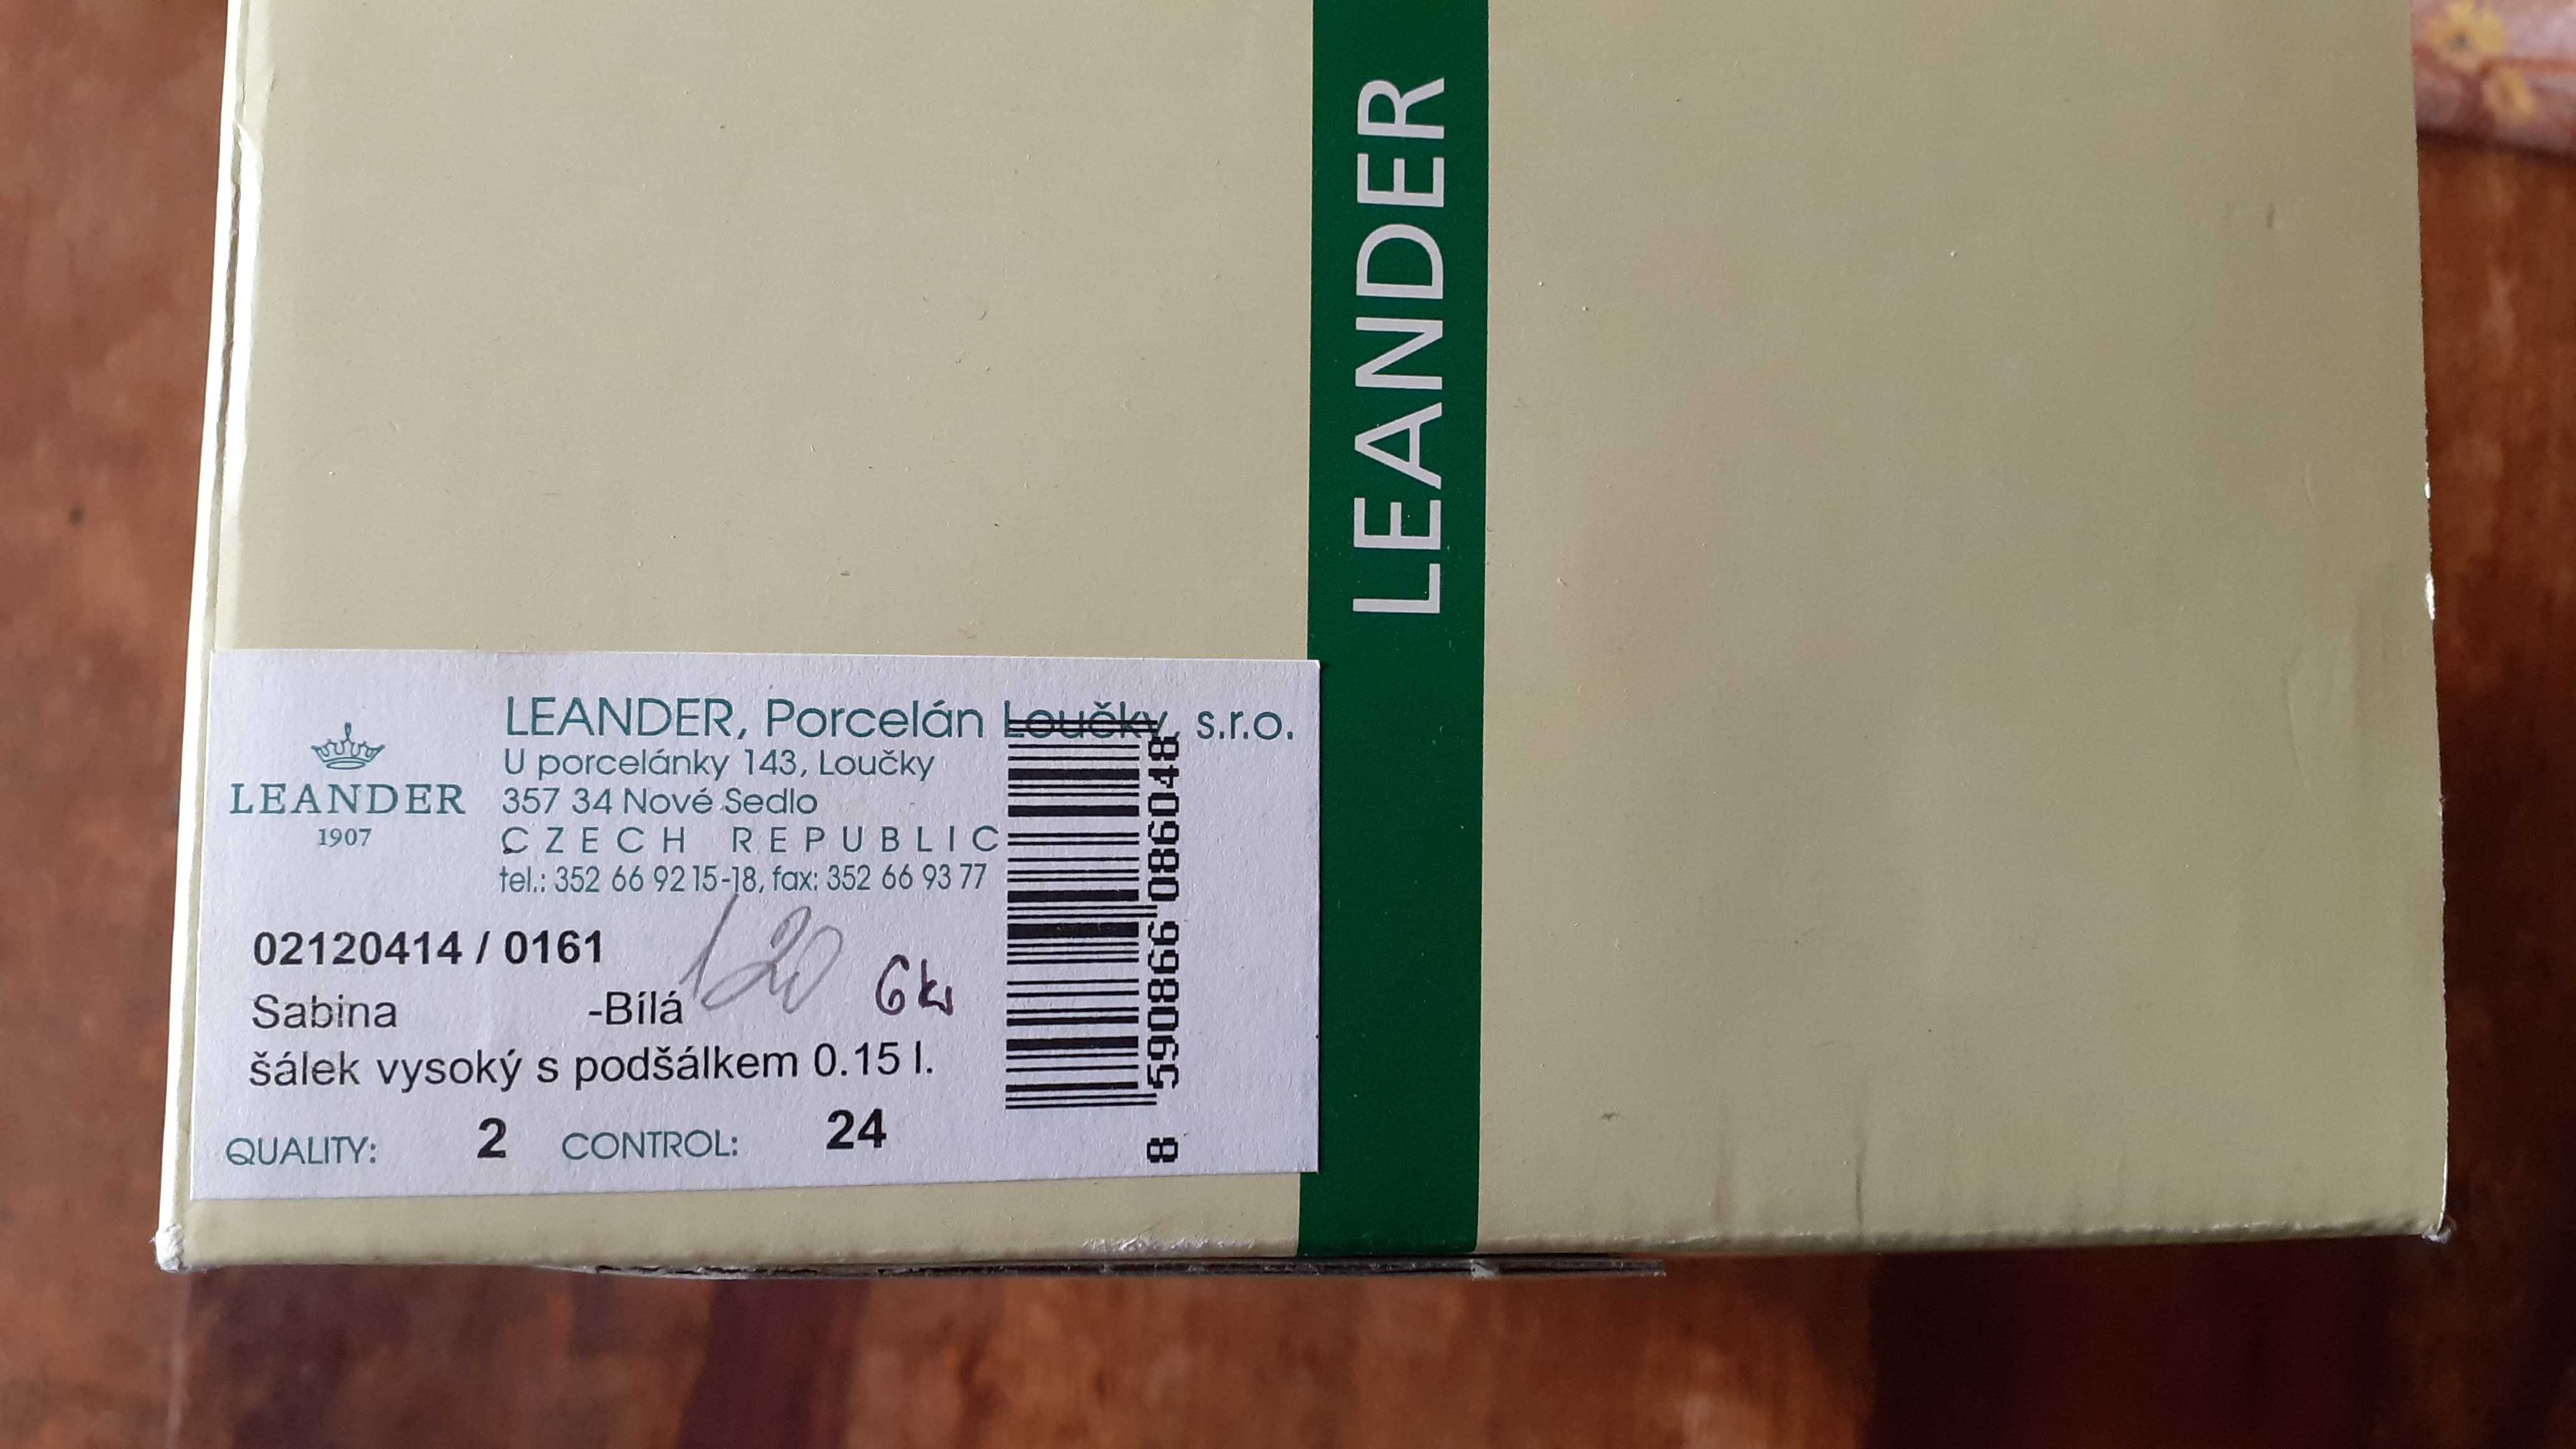 LEANDER
LEANDER
1907
LEANDER, Porcelán Loučky, s.r.o.
U porcelánky 143, Loučky
357 34 Nové Sedlo
CZECH REPUBLIC
tel.: 352 66 92 15-18, fax: 352 66 93 77
02120414 / 0161
120
6 ks
Sabina -Bílá
šálek vysoký s podšálkem 0.15 l.
QUALITY: 2 CONTROL: 24
8 590866 086048